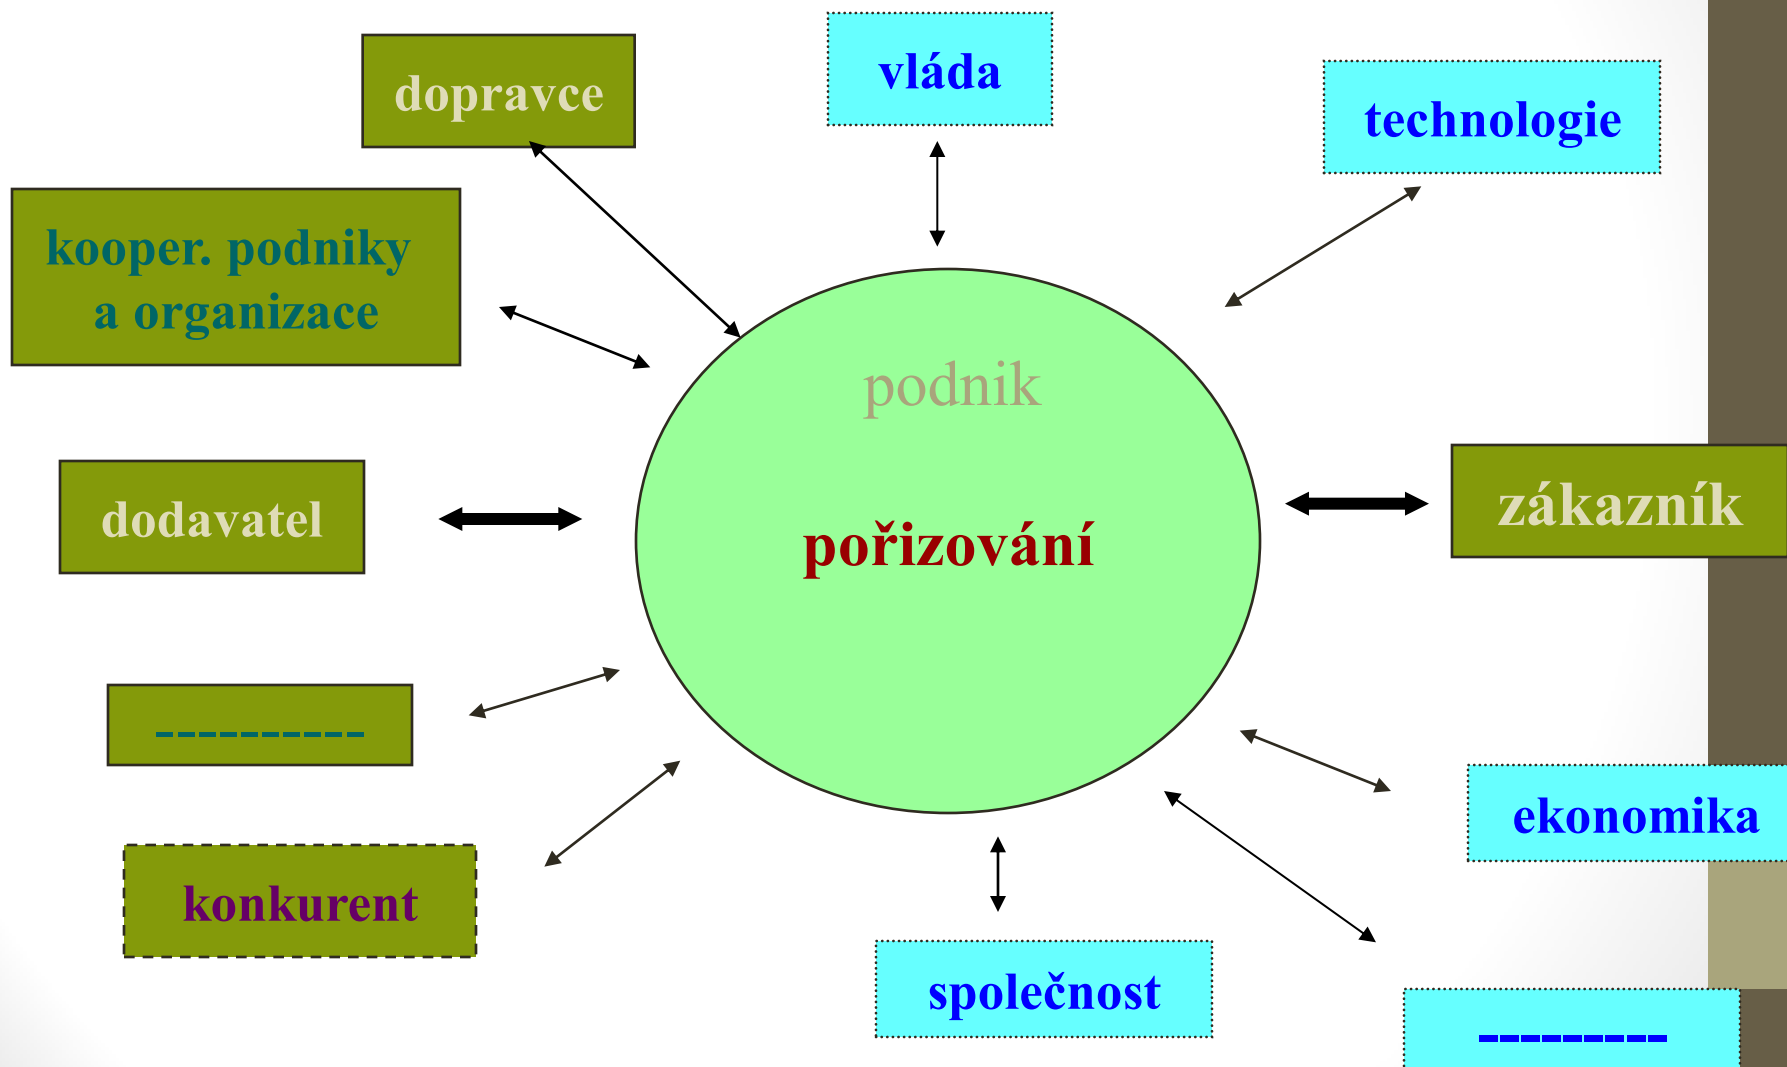 vláda
dopravce
technologie
kooper. podniky
a organizace
podnik
zákazník
dodavatel
pořizování
----------
ekonomika
konkurent
společnost
---------